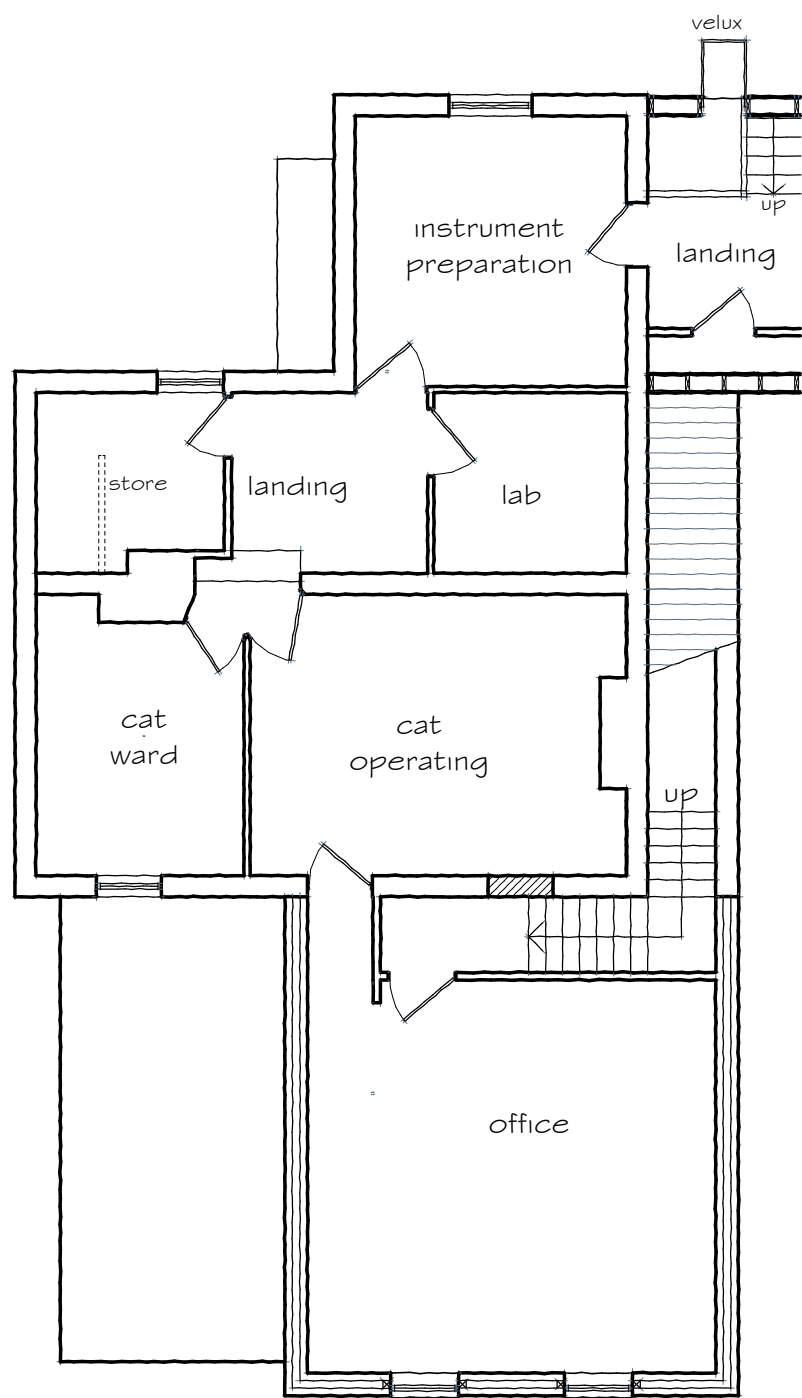 velux
up
instrument
preparation
landing
store
landing
lab
cat
ward
cat
operating
up
office